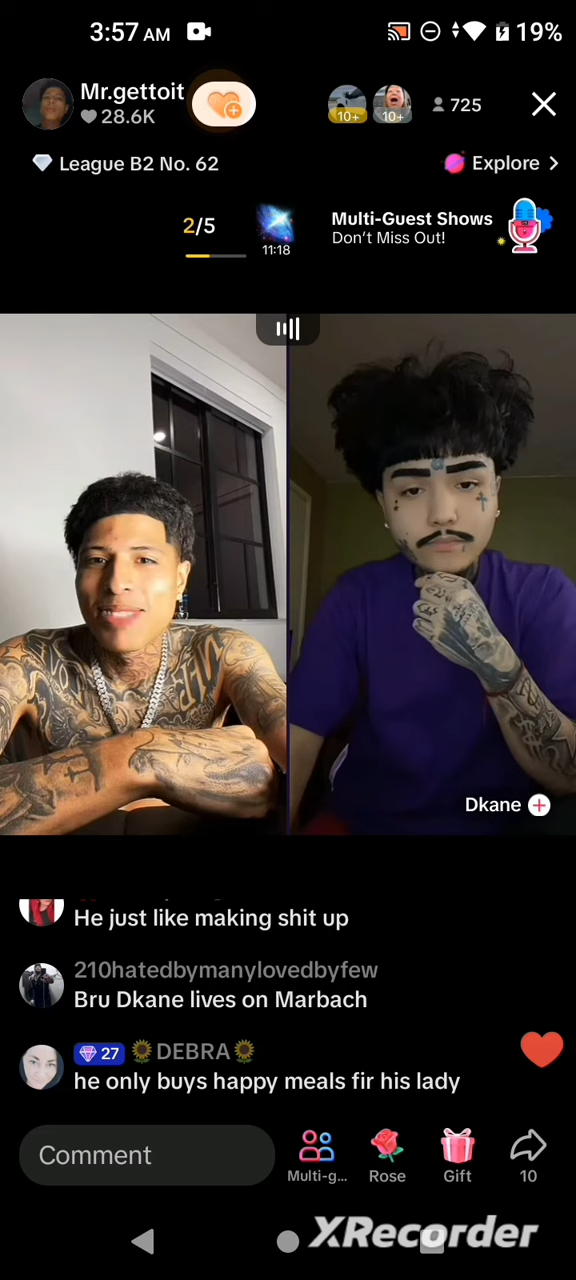 3:57 AM
19%
Mr.gettoit
28.6K
10+
10+
725
League B2 No. 62
Explore >
2/5
11:18
Multi-Guest Shows
Don't Miss Out!
Dkane
He just like making shit up
210hatedbymanylovedbyfew
Bru Dkane lives on Marbach
27 🌻DEBRA🌻
he only buys happy meals fir his lady
Comment
Multi-g...
Rose
Gift
10
XRecorder